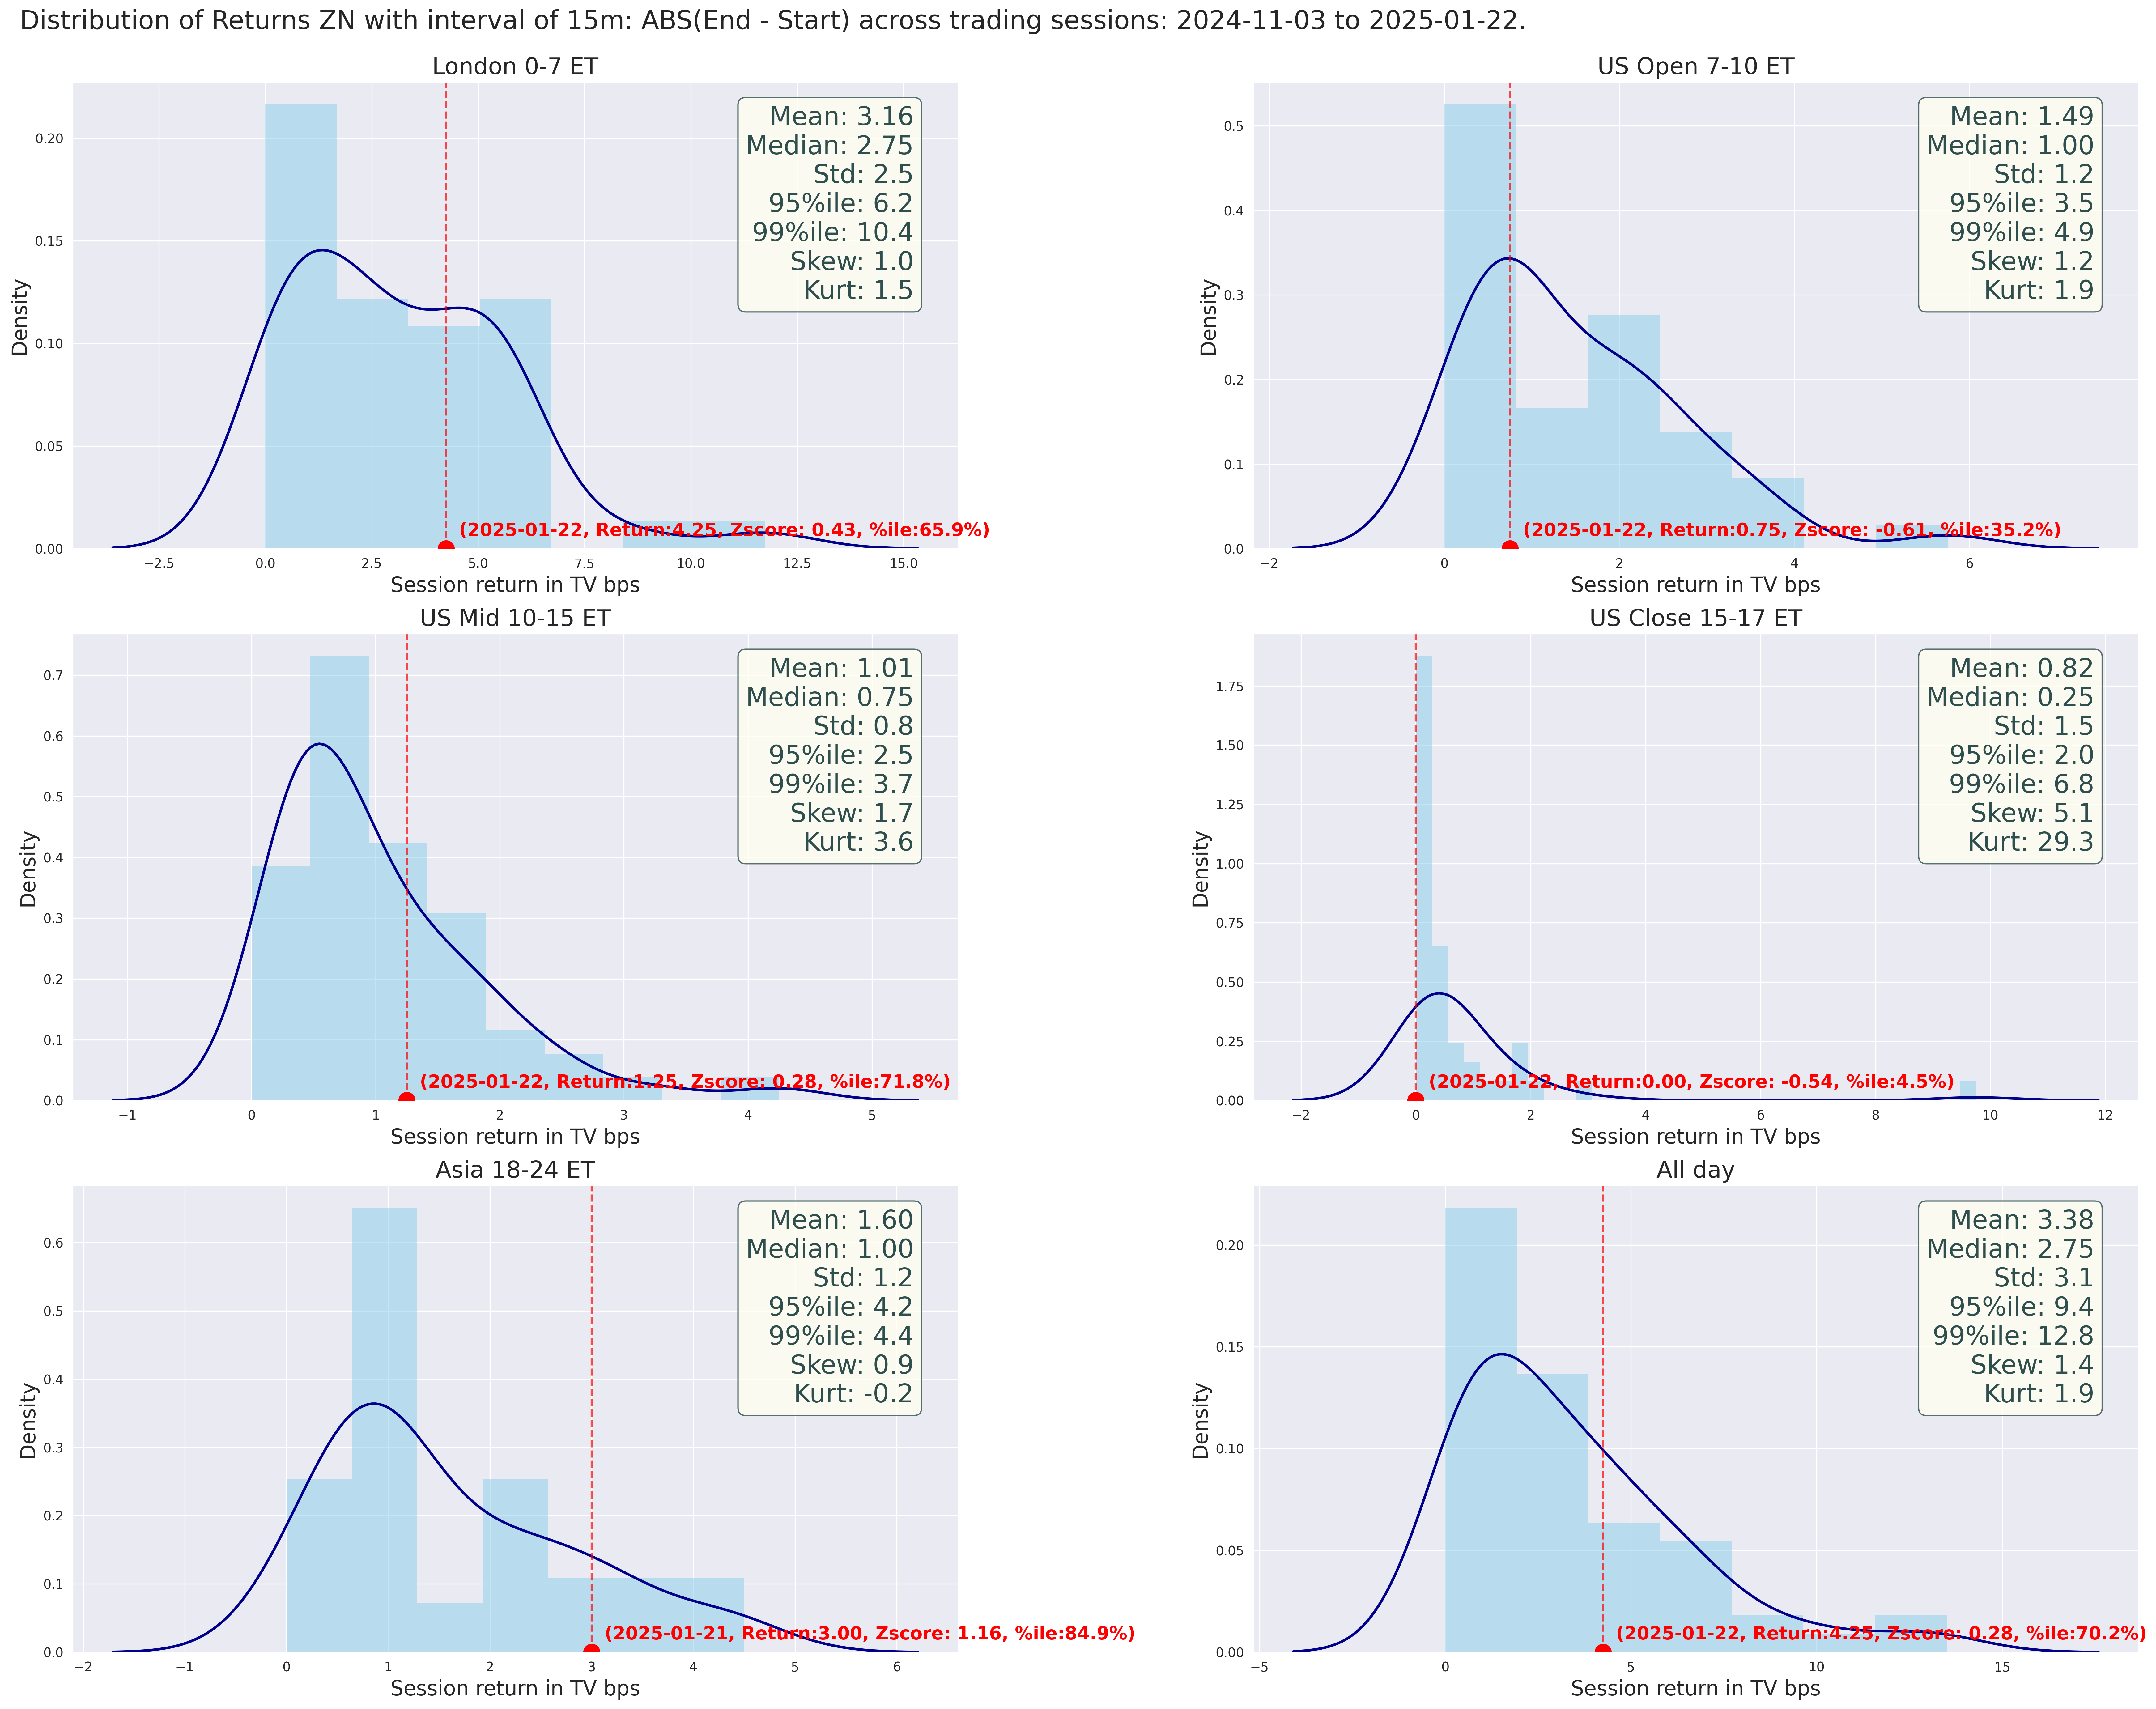 Distribution of Returns ZN with interval of 15m: ABS(End - Start) across trading sessions: 2024-11-03 to 2025-01-22.
London 0-7 ET
Density
0.20
0.15
0.10
0.05
0.00
Mean: 3.16
Median: 2.75
Std: 2.5
95%ile: 6.2
99%ile: 10.4
Skew: 1.0
Kurt: 1.5
(2025-01-22, Return:4.25, Zscore: 0.43, %ile:65.9%)
−2.5 0.0 2.5 5.0 7.5 10.0 12.5 15.0
Session return in TV bps
US Open 7-10 ET
Density
0.5
0.4
0.3
0.2
0.1
0.0
Mean: 1.49
Median: 1.00
Std: 1.2
95%ile: 3.5
99%ile: 4.9
Skew: 1.2
Kurt: 1.9
(2025-01-22, Return:0.75, Zscore: -0.61, %ile:35.2%)
−2 0 2 4 6
Session return in TV bps
US Mid 10-15 ET
Density
0.7
0.6
0.5
0.4
0.3
0.2
0.1
0.0
Mean: 1.01
Median: 0.75
Std: 0.8
95%ile: 2.5
99%ile: 3.7
Skew: 1.7
Kurt: 3.6
(2025-01-22, Return:1.25, Zscore: 0.28, %ile:71.8%)
−1 0 1 2 3 4 5
Session return in TV bps
US Close 15-17 ET
Density
1.75
1.50
1.25
1.00
0.75
0.50
0.25
0.00
Mean: 0.82
Median: 0.25
Std: 1.5
95%ile: 2.0
99%ile: 6.8
Skew: 5.1
Kurt: 29.3
(2025-01-22, Return:0.00, Zscore: -0.54, %ile:4.5%)
−2 0 2 4 6 8 10 12
Session return in TV bps
Asia 18-24 ET
Density
0.6
0.5
0.4
0.3
0.2
0.1
0.0
Mean: 1.60
Median: 1.00
Std: 1.2
95%ile: 4.2
99%ile: 4.4
Skew: 0.9
Kurt: -0.2
(2025-01-21, Return:3.00, Zscore: 1.16, %ile:84.9%)
−2 −1 0 1 2 3 4 5 6
Session return in TV bps
All day
Density
0.20
0.15
0.10
0.05
0.00
Mean: 3.38
Median: 2.75
Std: 3.1
95%ile: 9.4
99%ile: 12.8
Skew: 1.4
Kurt: 1.9
(2025-01-22, Return:4.25, Zscore: 0.28, %ile:70.2%)
−5 0 5 10 15
Session return in TV bps